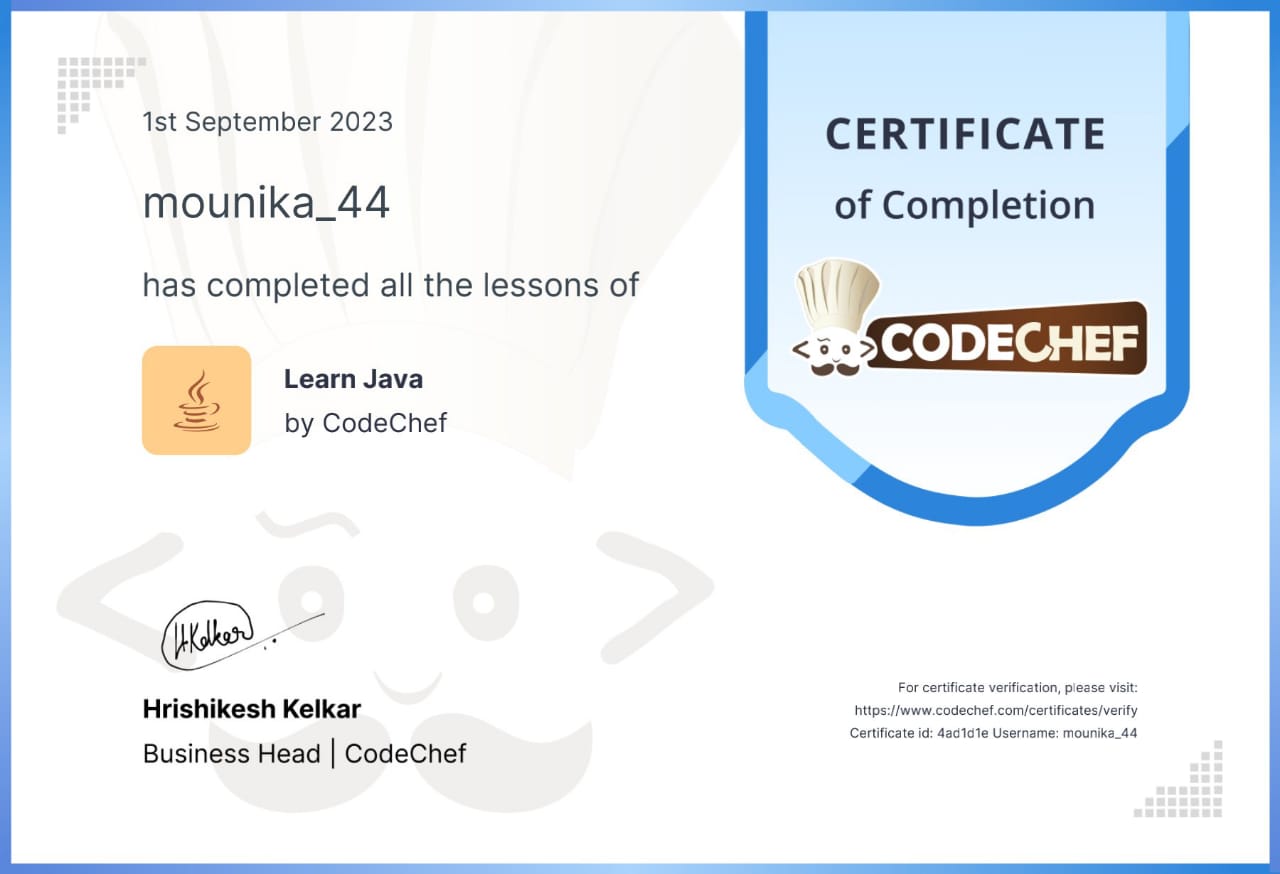 1st September 2023
mounika_44
has completed all the lessons of
Learn Java
by CodeChef
HKelkar
Hrishikesh Kelkar
Business Head | CodeChef
CERTIFICATE
of Completion
CODECHEF
For certificate verification, please visit:
https://www.codechef.com/certificates/verify
Certificate id: 4ad1d1e Username: mounika_44